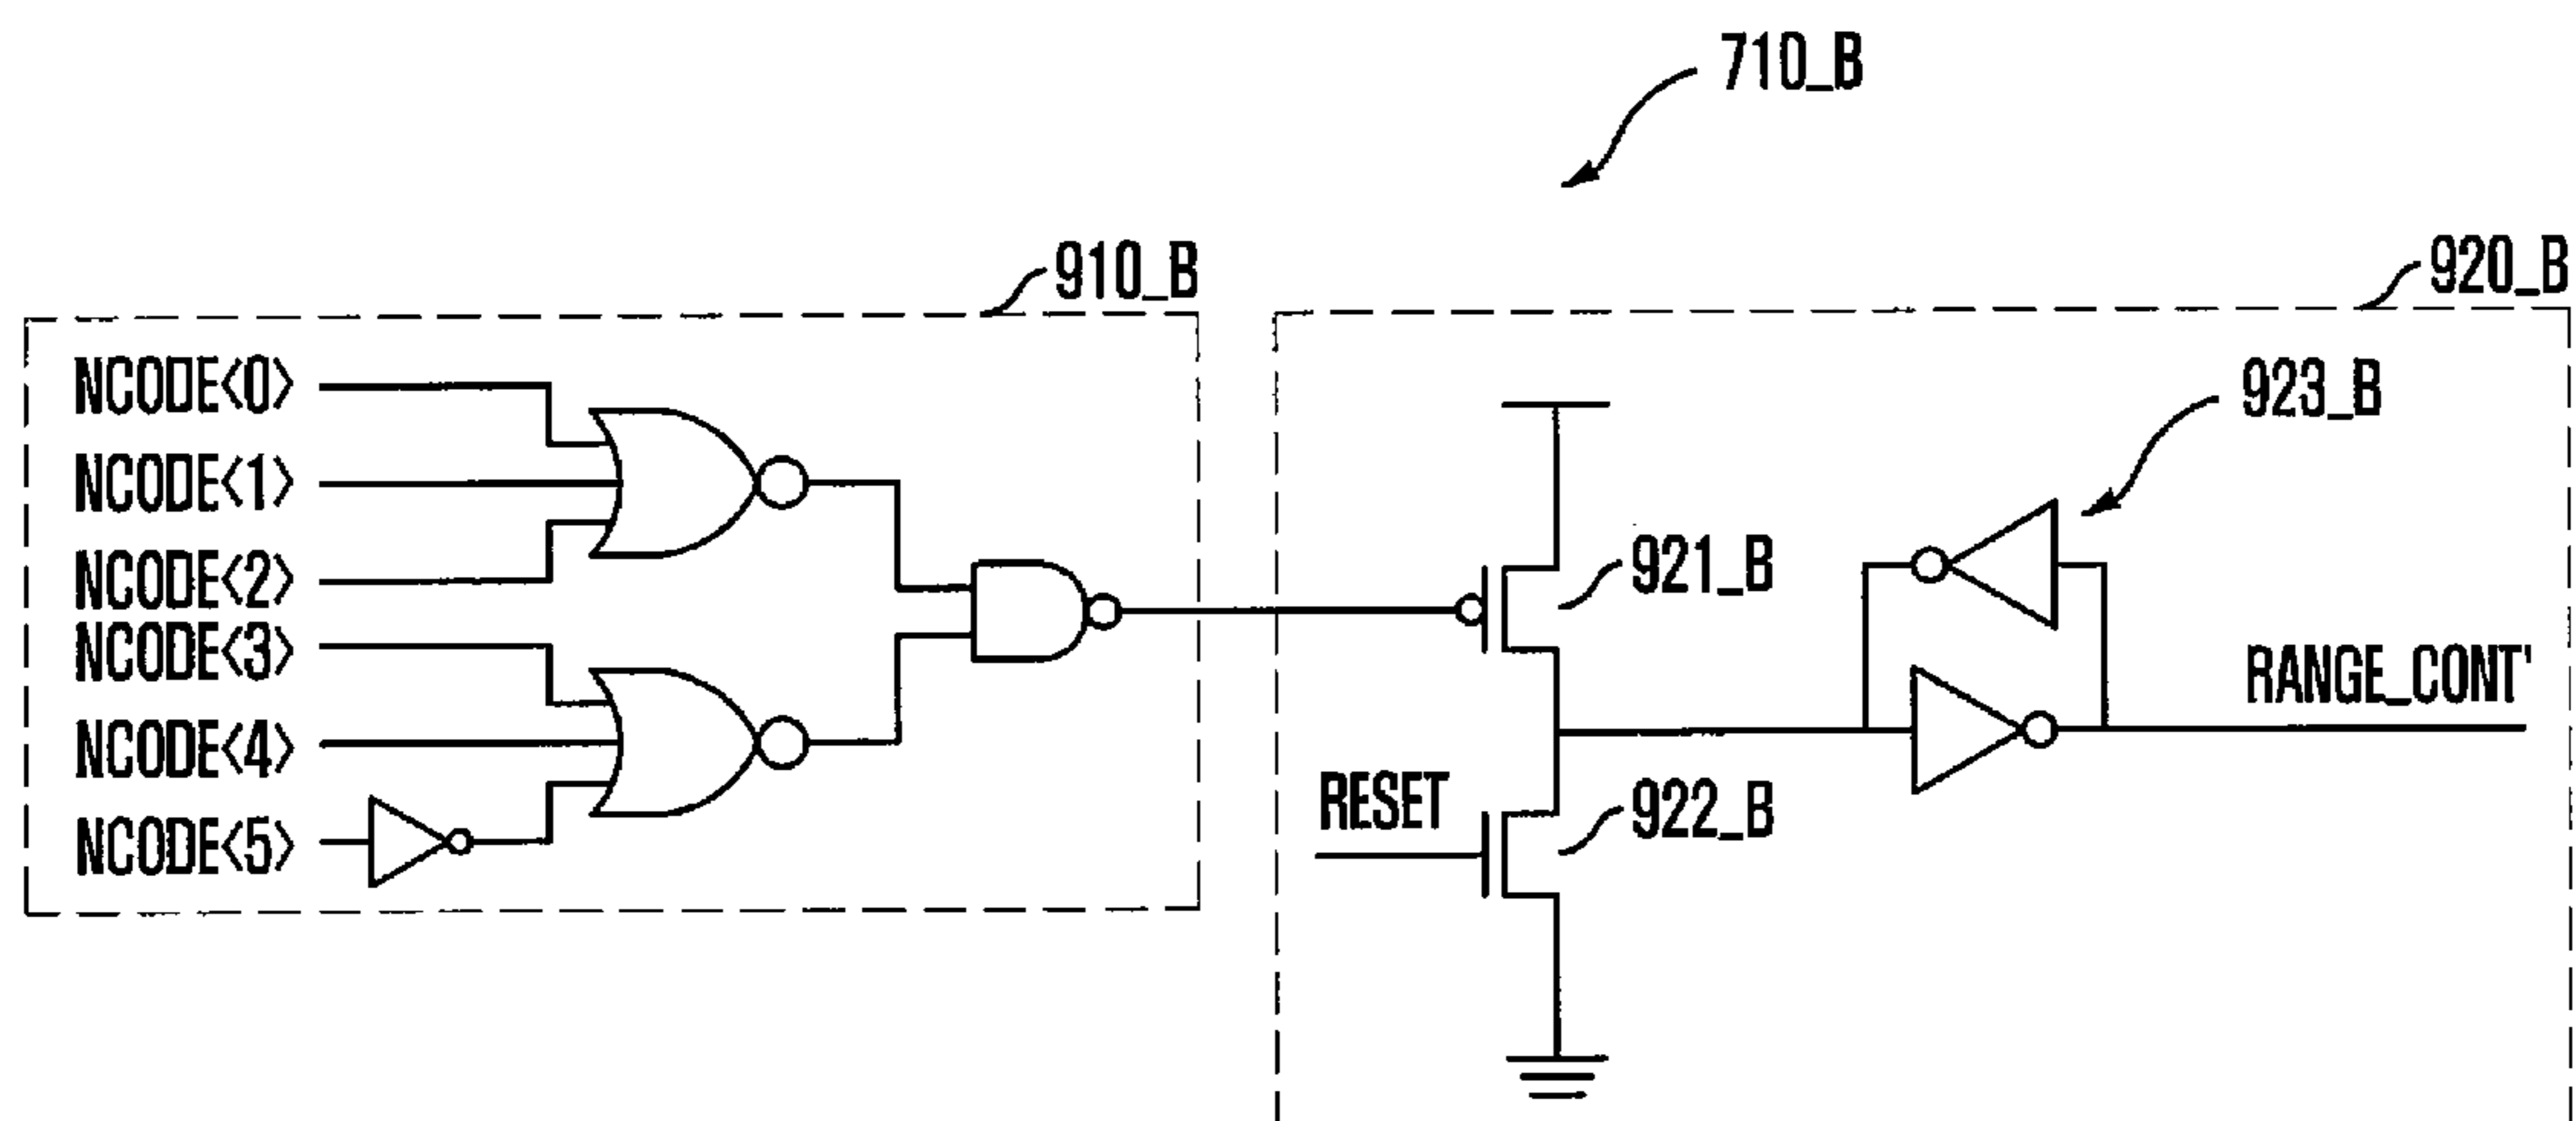 710_B
910_B
920_B
NCODE<0>
NCODE<1>
NCODE<2>
NCODE<3>
NCODE<4>
NCODE<5>
923_B
921_B
RANGE_CONT'
RESET
922_B